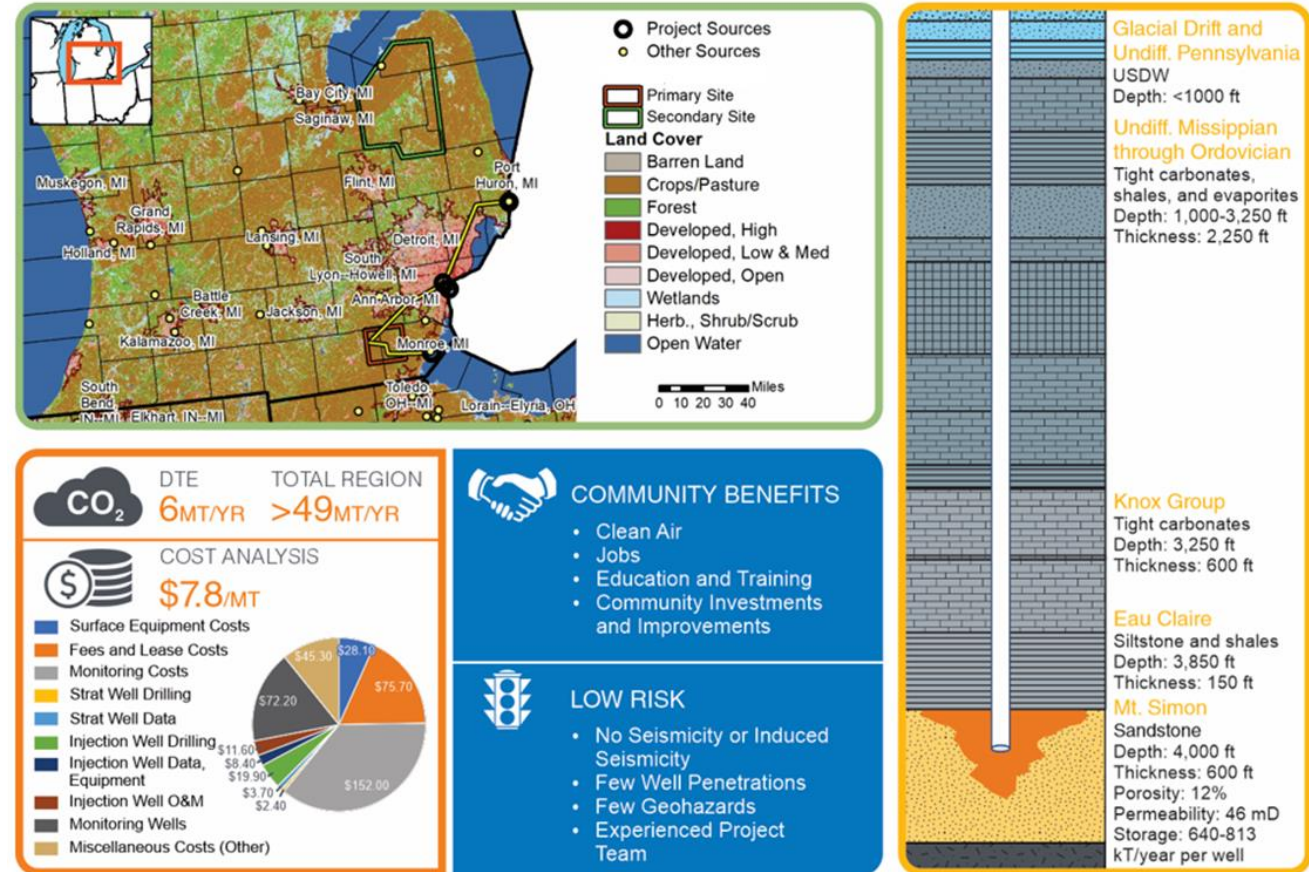 Project Sources
Other Sources
Primary Site
Secondary Site
Land Cover
Barren Land
Crops/Pasture
Forest
Developed, High
Developed, Low & Med
Developed, Open
Wetlands
Herb., Shrub/Scrub
Open Water
Miles
0 10 20 30 40
Bay City, MI
Saginaw, MI
Port
Huron, MI
Muskegon, MI
Flint, MI
Grand
Rapids, MI
Holland, MI
Lansing, MI
Detroit, MI
South
Lyon--Howell, MI
Ann Arbor, MI
Battle
Creek, MI
Jackson, MI
Kalamazoo, MI
Monroe, MI
South
Bend,
IN--MI
Elkhart, IN--MI
Toledo,
OH--MI
Lorain--Elyria, OH
CO2
DTE
6MT/YR
TOTAL REGION
>49MT/YR
COST ANALYSIS
$
$7.8/MT
Surface Equipment Costs
Fees and Lease Costs
Monitoring Costs
Strat Well Drilling
Strat Well Data
Injection Well Drilling
Injection Well Data,
Equipment
Injection Well O&M
Monitoring Wells
Miscellaneous Costs (Other)
$28.10
$75.70
$152.00
$2.40
$3.70
$19.90
$8.40
$11.60
$72.20
$45.30
COMMUNITY BENEFITS
• Clean Air
• Jobs
• Education and Training
• Community Investments
and Improvements
LOW RISK
• No Seismicity or Induced
Seismicity
• Few Well Penetrations
• Few Geohazards
• Experienced Project
Team
Glacial Drift and
Undiff. Pennsylvania
USDW
Depth: <1000 ft
Undiff. Missippian
through Ordovician
Tight carbonates,
shales, and evaporites
Depth: 1,000-3,250 ft
Thickness: 2,250 ft
Knox Group
Tight carbonates
Depth: 3,250 ft
Thickness: 600 ft
Eau Claire
Siltstone and shales
Depth: 3,850 ft
Thickness: 150 ft
Mt. Simon
Sandstone
Depth: 4,000 ft
Thickness: 600 ft
Porosity: 12%
Permeability: 46 mD
Storage: 640-813
kT/year per well